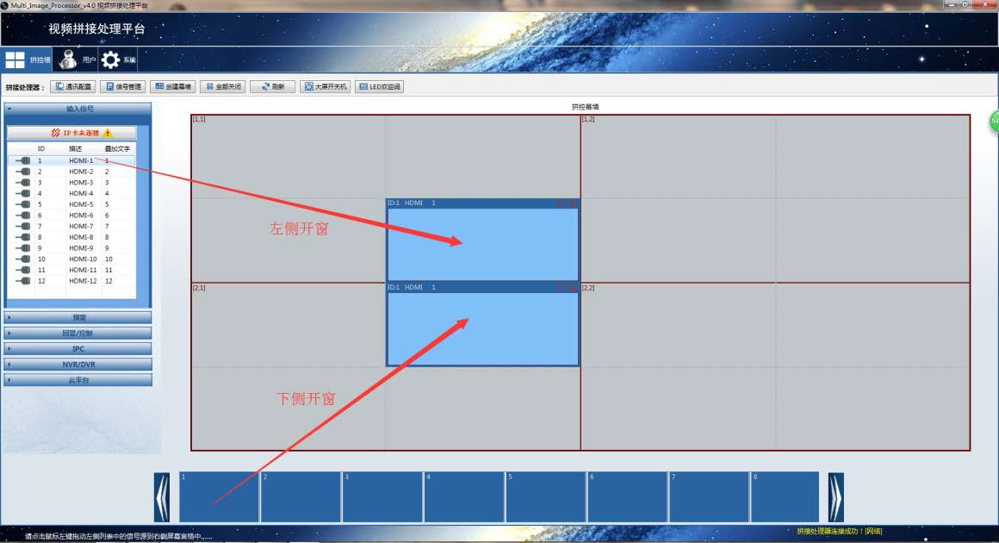 Multi_Image_Processor_v4.0 视频拼接处理平台
视频拼接处理平台
拼控墙 用户 系统
拼接处理器： 通讯配置 信号管理 创建幕墙 全部关闭 刷新 大屏开关机 LED欢迎词
输入信号
IP卡未连接
ID 描述 叠加文字
1 HDMI-1 1
2 HDMI-2 2
3 HDMI-3 3
4 HDMI-4 4
5 HDMI-5 5
6 HDMI-6 6
7 HDMI-7 7
8 HDMI-8 8
9 HDMI-9 9
10 HDMI-10 10
11 HDMI-11 11
12 HDMI-12 12
预案
回显/控制
IPC
NVR/DVR
云平台
拼控幕墙
[1,1] [1,2]
ID:1 HDMI 1
左侧开窗
[2,1] [2,2]
ID:1 HDMI 1
下侧开窗
1 2 3 4 5 6 7 8
请点击鼠标左键拖动左侧列表中的信号源到右侧屏幕宫格中.....
拼接处理器连接成功！[网络]